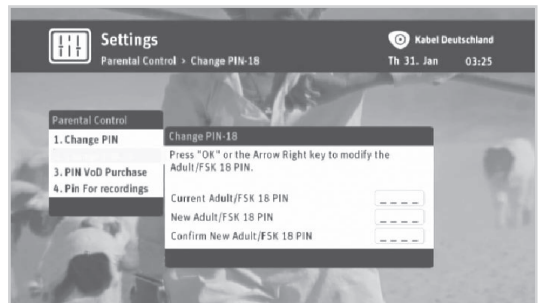 Settings
Parental Control > Change PIN-18
Kabel Deutschland
Th 31. Jan 03:25
Parental Control
1. Change PIN
3. PIN VoD Purchase
4. Pin For recordings
Change PIN-18
Press "OK" or the Arrow Right key to modify the
Adult/FSK 18 PIN.
Current Adult/FSK 18 PIN _ _ _ _
New Adult/FSK 18 PIN _ _ _ _
Confirm New Adult/FSK 18 PIN _ _ _ _